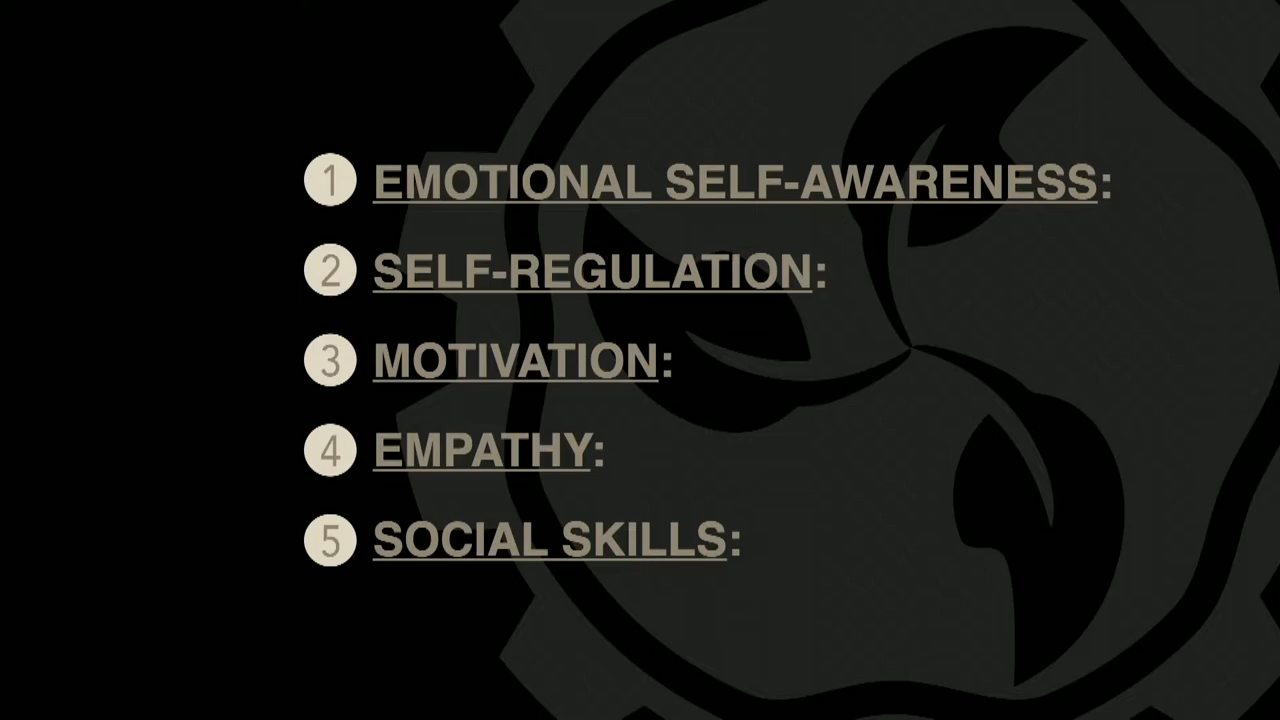 1 EMOTIONAL SELF-AWARENESS:
2 SELF-REGULATION:
3 MOTIVATION:
4 EMPATHY:
5 SOCIAL SKILLS: